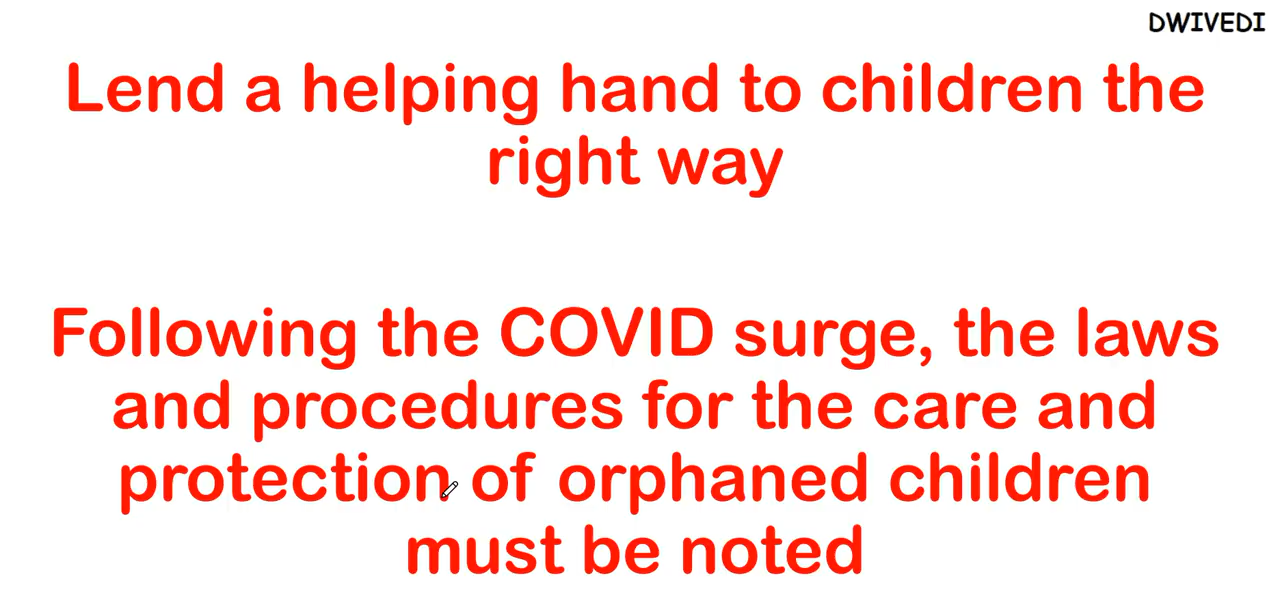 DWIVEDI
Lend a helping hand to children the
right way
Following the COVID surge, the laws
and procedures for the care and
protection of orphaned children
must be noted